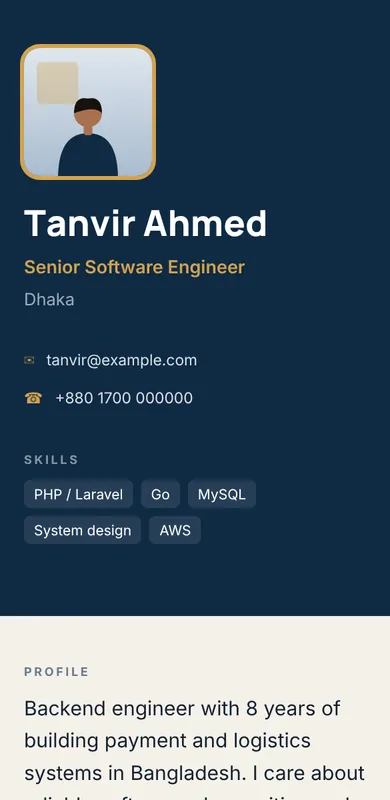 Tanvir Ahmed
Senior Software Engineer
Dhaka
tanvir@example.com
+880 1700 000000
SKILLS
PHP / Laravel
Go
MySQL
System design
AWS
PROFILE
Backend engineer with 8 years of
building payment and logistics
systems in Bangladesh. I care about